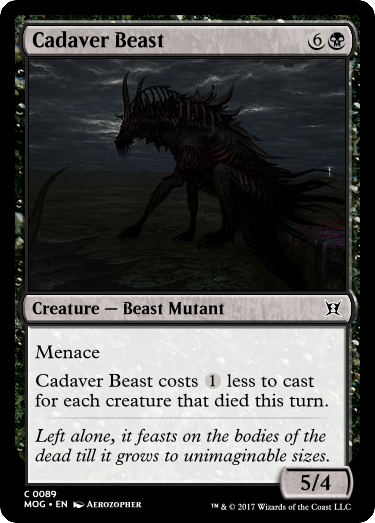 Cadaver Beast 6
Creature — Beast Mutant
Menace
Cadaver Beast costs 1 less to cast
for each creature that died this turn.
Left alone, it feasts on the bodies of the
dead till it grows to unimaginable sizes.
5/4
C 0089
MOG • EN Aerozopher
™ & © 2017 Wizards of the Coast LLC